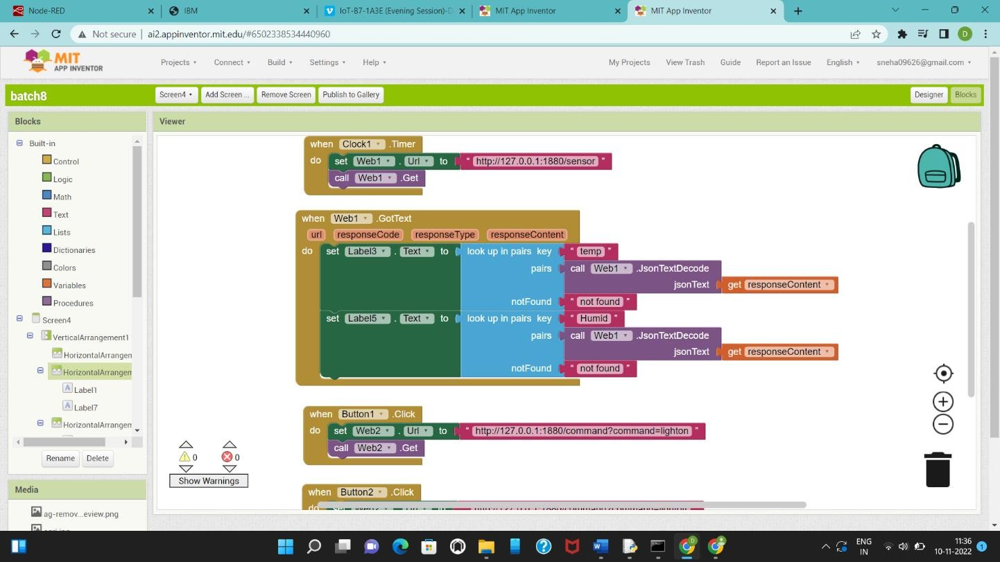 Node-RED
IBM
IoT-B7-1A3E (Evening Session)-D
MIT App Inventor
MIT App Inventor
Not secure | ai2.appinventor.mit.edu/#6502338534440960
D
MIT
APP INVENTOR
Projects Connect Build Settings Help My Projects View Trash Guide Report an Issue English sneha09626@gmail.com
batch8
Screen4 Add Screen ... Remove Screen Publish to Gallery Designer Blocks
Blocks
Viewer
Built-in
Control
Logic
Math
Text
Lists
Dictionaries
Colors
Variables
Procedures
Screen4
VerticalArrangement1
HorizontalArrangen
HorizontalArrangen
A Label1
A Label7
HorizontalArrangen
Rename Delete
Media
ag-remov...eview.png
when Clock1 .Timer
do set Web1 . Url to " http://127.0.0.1:1880/sensor "
call Web1 .Get
when Web1 .GotText
url responseCode responseType responseContent
do set Label3 . Text to look up in pairs key " temp "
pairs call Web1 .JsonTextDecode
jsonText get responseContent
notFound " not found "
set Label5 . Text to look up in pairs key " Humid "
pairs call Web1 .JsonTextDecode
jsonText get responseContent
notFound " not found "
when Button1 .Click
do set Web2 . Url to " http://127.0.0.1:1880/command?command=lighton "
call Web2 .Get
when Button2 .Click
0 0
Show Warnings
ENG
IN
11:36
10-11-2022
1